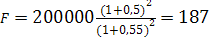 F = 200000 (1+0,5)^2 / (1+0,55)^2 = 187